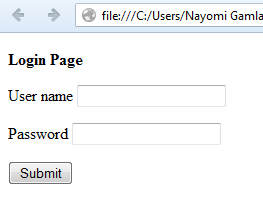 file:///C:/Users/Nayomi Gamla
Login Page
User name
Password
Submit